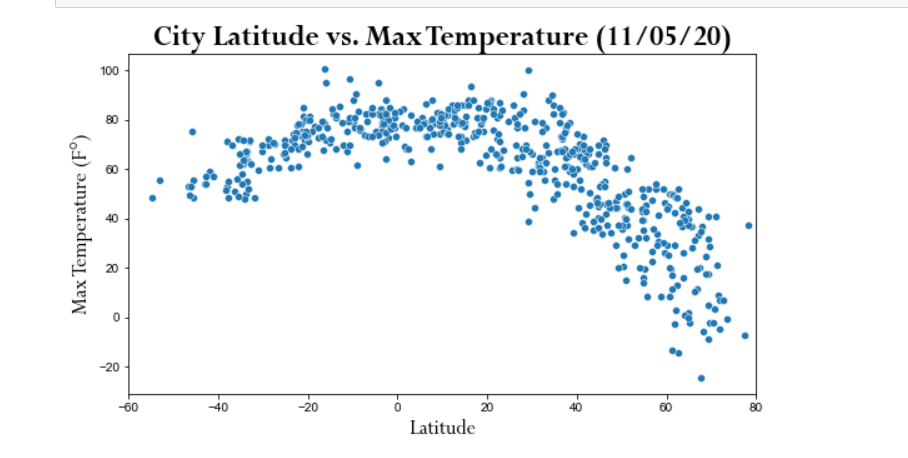 City Latitude vs. Max Temperature (11/05/20)
100
80
60
40
20
0
−20
Max Temperature (F°)
−60 −40 −20 0 20 40 60 80
Latitude